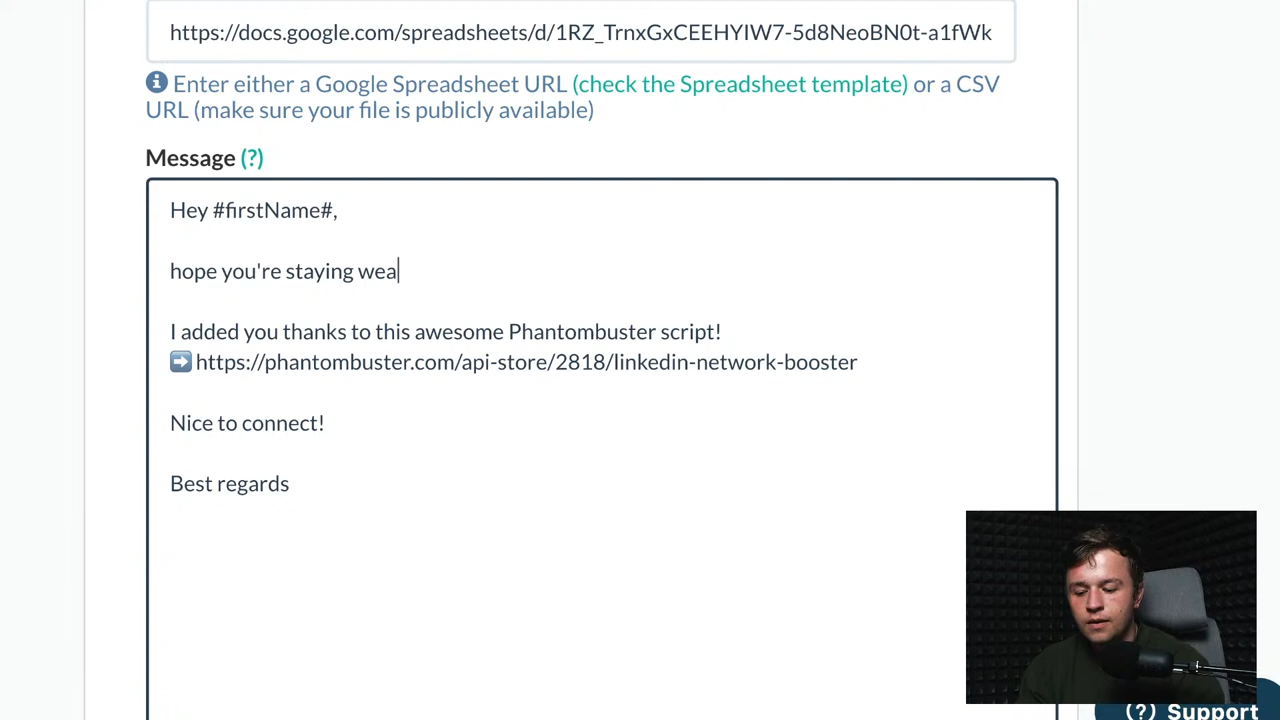 https://docs.google.com/spreadsheets/d/1RZ_TrnxGxCEEHYIW7-5d8NeoBN0t-a1fWk
Enter either a Google Spreadsheet URL (check the Spreadsheet template) or a CSV
URL (make sure your file is publicly available)
Message (?)
Hey #firstName#,
hope you're staying wea
I added you thanks to this awesome Phantombuster script!
➡️ https://phantombuster.com/api-store/2818/linkedin-network-booster
Nice to connect!
Best regards
(?) Support